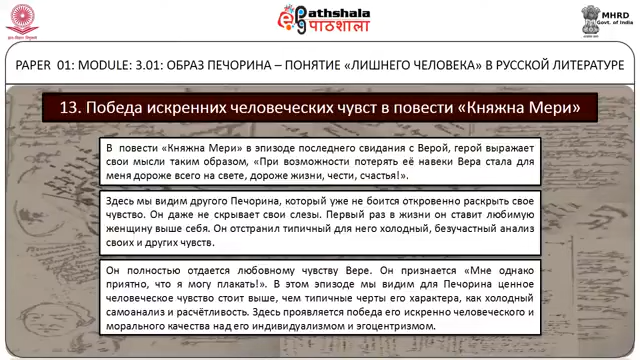 ePathshala
पाठशाला
MHRD
Govt. of India
PAPER 01: MODULE: 3.01: ОБРАЗ ПЕЧОРИНА – ПОНЯТИЕ «ЛИШНЕГО ЧЕЛОВЕКА» В РУССКОЙ ЛИТЕРАТУРЕ
13. Победа искренних человеческих чувст в повести «Княжна Мери»
В повести «Княжна Мери» в эпизоде последнего свидания с Верой, герой выражает
свои мысли таким образом, «При возможности потерять её навеки Вера стала для
меня дороже всего на свете, дороже жизни, чести, счастья!».
Здесь мы видим другого Печорина, который уже не боится откровенно раскрыть свое
чувство. Он даже не скрывает свои слезы. Первый раз в жизни он ставит любимую
женщину выше себя. Он отстранил типичный для него холодный, безучастный анализ
своих и других чувств.
Он полностью отдается любовному чувству Вере. Он признается «Мне однако
приятно, что я могу плакать!». В этом эпизоде мы видим для Печорина ценное
человеческое чувство стоит выше, чем типичные черты его характера, как холодный
самоанализ и расчётливость. Здесь проявляется победа его искренно человеческого и
морального качества над его индивидуализмом и эгоцентризмом.